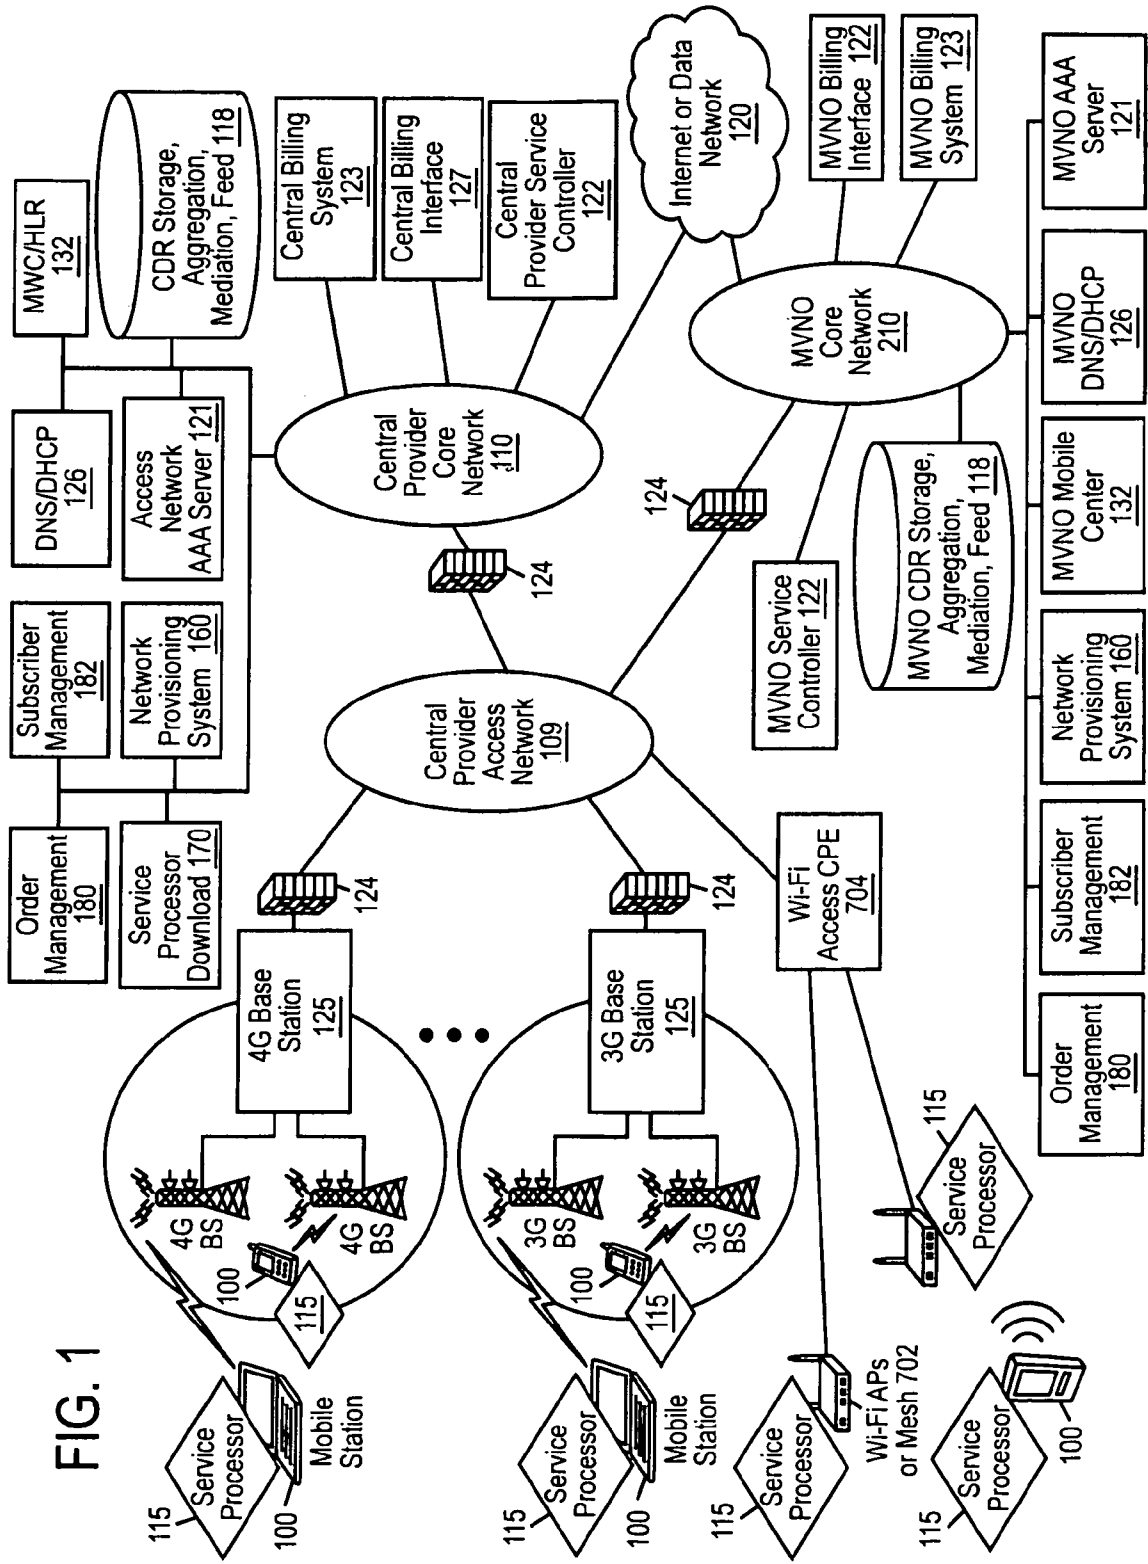 FIG. 1
Order
Management
180
Subscriber
Management
182
DNS/DHCP
126
MWC/HLR
132
Service
Processor
Download 170
Network
Provisioning
System 160
Access
Network
AAA Server 121
CDR Storage,
Aggregation,
Mediation, Feed 118
115
Service
Processor
100
Mobile
Station
4G
BS
4G
BS
100
115
4G Base
Station
125
124
Central
Provider
Access
Network
109
124
Central
Provider
Core
Network
110
Central Billing
System
123
Central Billing
Interface
127
Central
Provider Service
Controller
122
115
Service
Processor
100
Mobile
Station
3G
BS
3G
BS
100
115
3G Base
Station
125
124
124
Internet or Data
Network
120
115
Service
Processor
Wi-Fi APs
or Mesh 702
Wi-Fi
Access CPE
704
MVNO Service
Controller 122
MVNO
Core
Network
210
MVNO Billing
Interface 122
MVNO Billing
System 123
MVNO CDR Storage,
Aggregation,
Mediation, Feed 118
115
Service
Processor
100
115
Service
Processor
Order
Management
180
Subscriber
Management
182
Network
Provisioning
System 160
MVNO Mobile
Center
132
MVNO
DNS/DHCP
126
MVNO AAA
Server
121